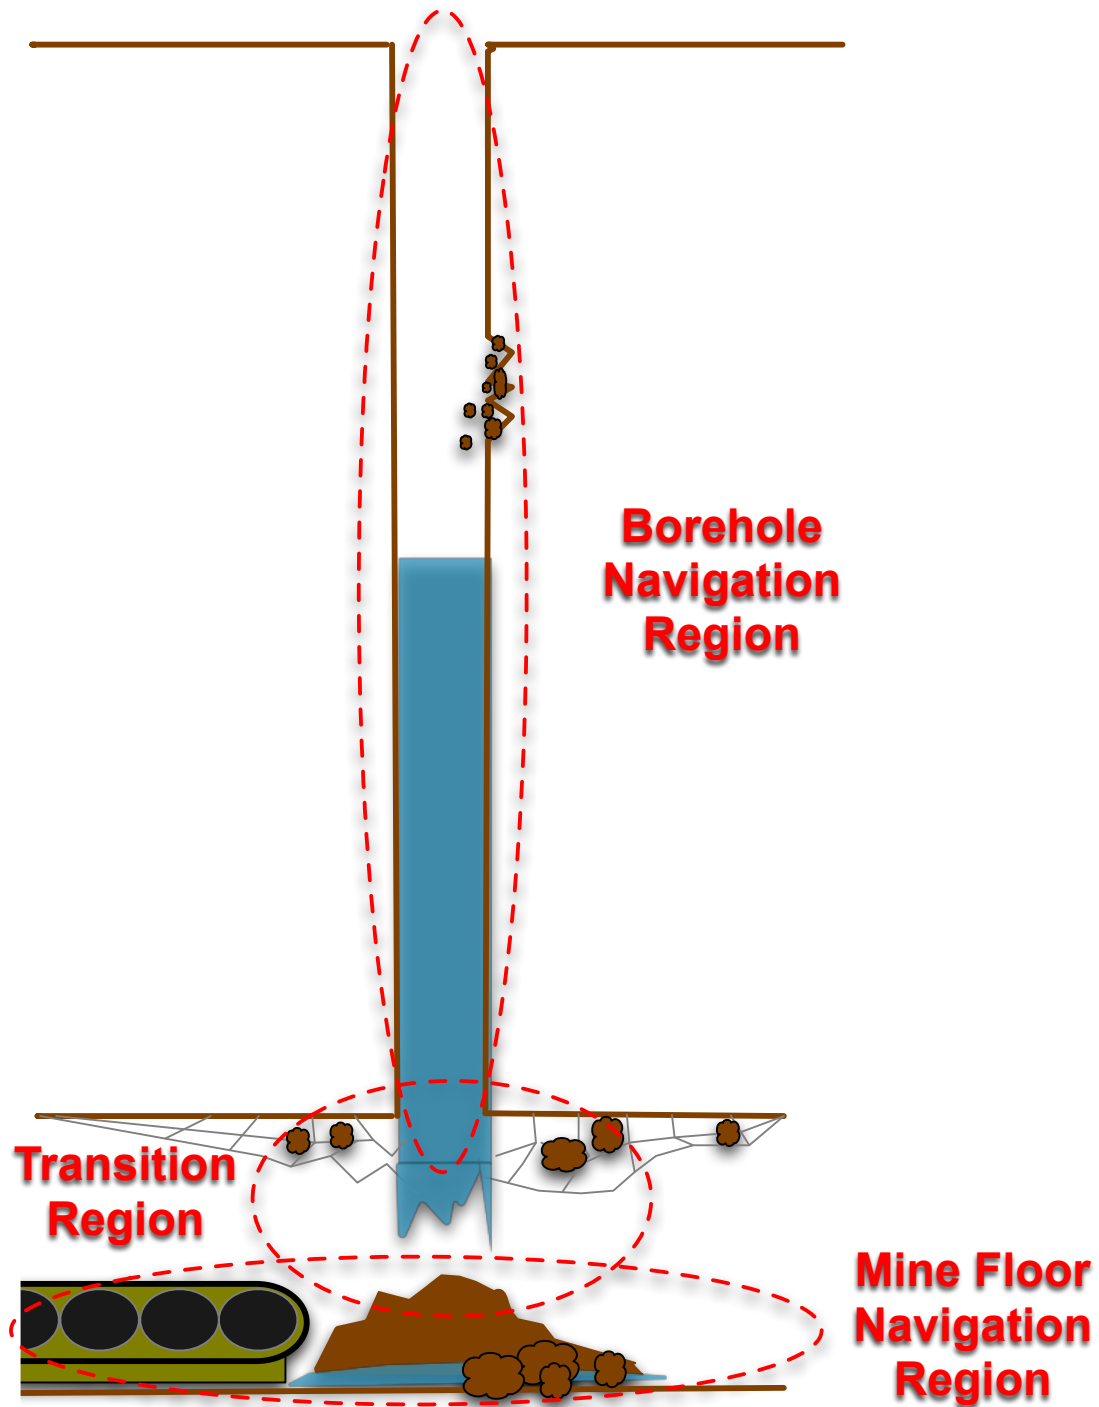 Borehole
Navigation
Region
Transition
Region
Mine Floor
Navigation
Region